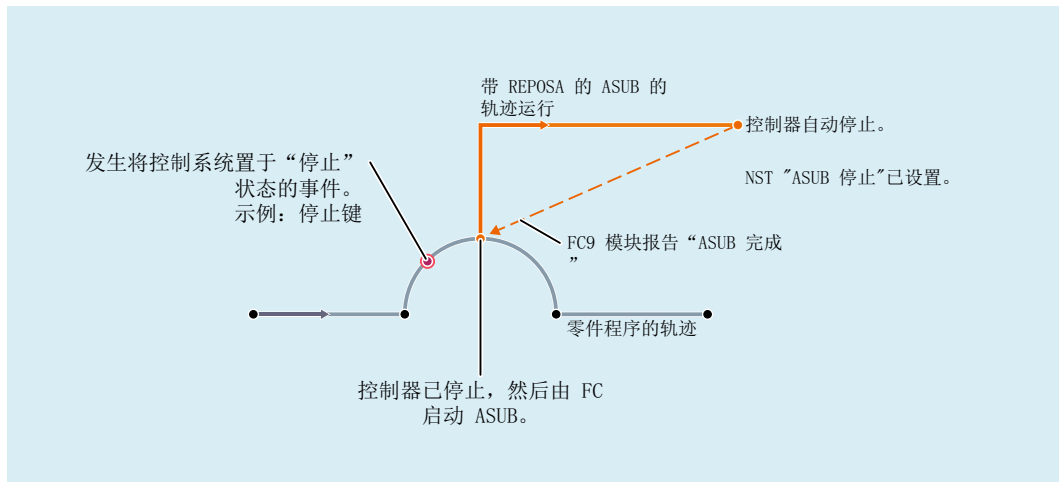 带 REPOSA 的 ASUB 的
轨迹运行
控制器自动停止。
发生将控制系统置于“停止”
状态的事件。
示例: 停止键
NST "ASUB 停止"已设置。
FC9 模块报告“ASUB 完成
”
零件程序的轨迹
控制器已停止，然后由 FC
启动 ASUB。